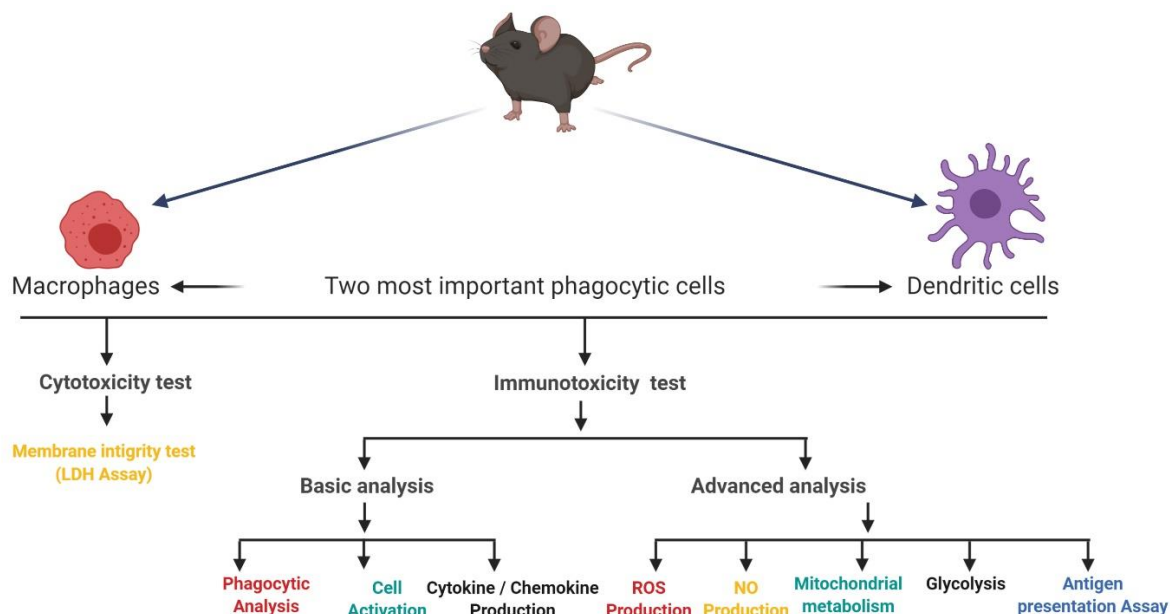 Macrophages
Two most important phagocytic cells
Dendritic cells
Cytotoxicity test
Immunotoxicity test
Membrane intigrity test
(LDH Assay)
Basic analysis
Advanced analysis
Phagocytic
Analysis
Cell
Activation
Cytokine / Chemokine
Production
ROS
Production
NO
Production
Mitochondrial
metabolism
Glycolysis
Antigen
presentation Assay